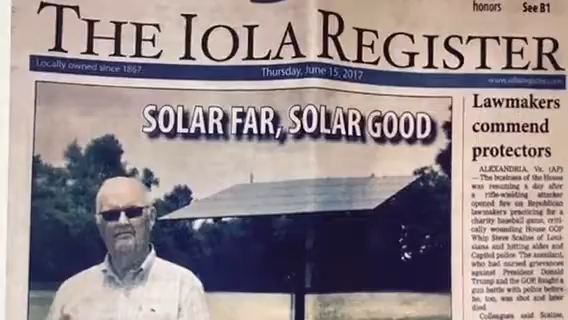 honors See B1
THE IOLA REGISTER
Locally owned since 1867
Thursday, June 15, 2017
www.iolaregister.com
SOLAR FAR, SOLAR GOOD
Lawmakers
commend
protectors
ALEXANDRIA, Va. (AP)
— The business of the House
was resuming a day after
a rifle-wielding attacker
opened fire on Republican
lawmakers practicing for a
charity baseball game, criti-
cally wounding House GOP
Whip Steve Scalise of Loui-
siana and hitting aides and
Capitol police. The assailant,
who had nursed grievances
against President Donald
Trump and the GOP, fought a
gun battle with police before
he, too, was shot and later
died.
Colleagues said Scalise,